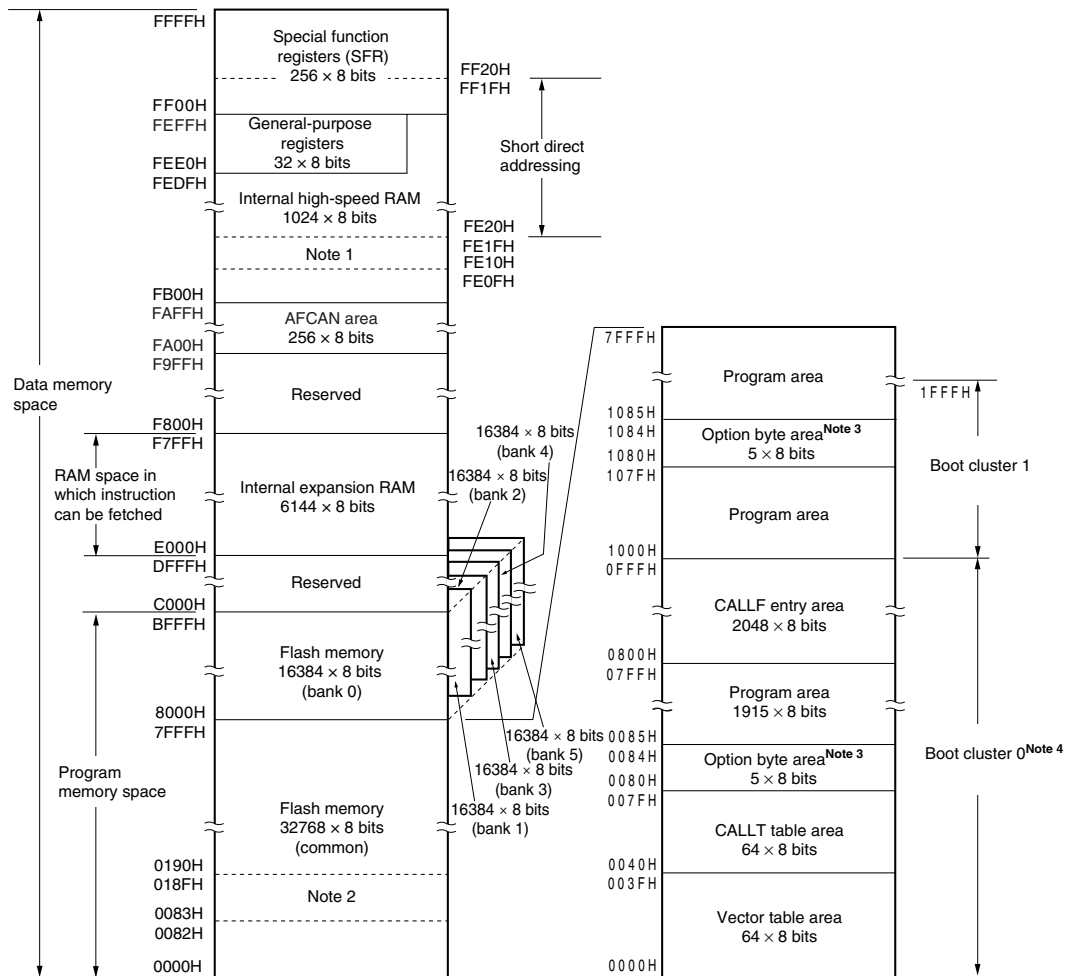 FFFFH
Special function
registers (SFR)
256 × 8 bits
FF20H
FF1FH
FF00H
FEFFH
General-purpose
registers
32 × 8 bits
Short direct
addressing
FEE0H
FEDFH
Internal high-speed RAM
1024 × 8 bits
FE20H
FE1FH
Note 1
FE10H
FE0FH
FB00H
FAFFH
AFCAN area
256 × 8 bits
FA00H
F9FFH
Data memory
space
Reserved
F800H
F7FFH
RAM space in
which instruction
can be fetched
Internal expansion RAM
6144 × 8 bits
16384 × 8 bits
(bank 4)
16384 × 8 bits
(bank 2)
E000H
DFFFH
Reserved
C000H
BFFFH
Flash memory
16384 × 8 bits
(bank 0)
8000H
7FFFH
16384 × 8 bits
(bank 5)
16384 × 8 bits
(bank 3)
16384 × 8 bits
(bank 1)
Program
memory space
Flash memory
32768 × 8 bits
(common)
0190H
018FH
Note 2
0083H
0082H
0000H
7FFFH
Program area
1FFFH
1085H
1084H
Option byte area Note 3
5 × 8 bits
1080H
107FH
Boot cluster 1
Program area
1000H
0FFFH
CALLF entry area
2048 × 8 bits
0800H
07FFH
Program area
1915 × 8 bits
0085H
0084H
Option byte area Note 3
5 × 8 bits
Boot cluster 0 Note 4
0080H
007FH
CALLT table area
64 × 8 bits
0040H
003FH
Vector table area
64 × 8 bits
0000H